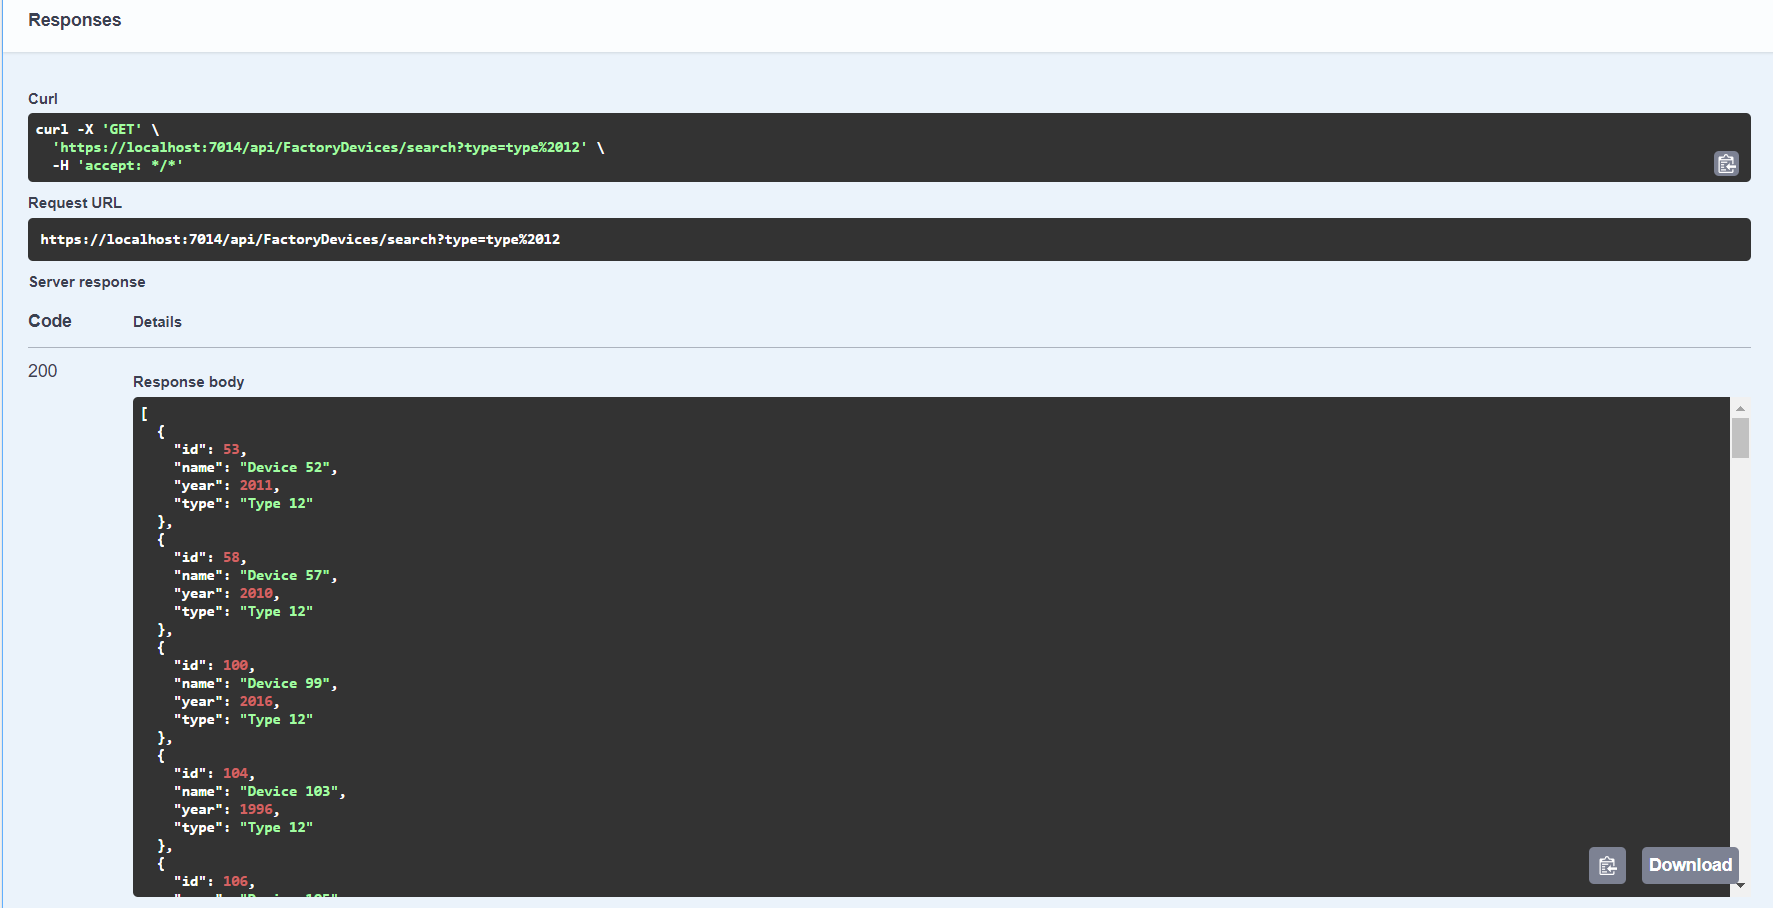 Responses
Curl
curl -X 'GET' \
  'https://localhost:7014/api/FactoryDevices/search?type=type%2012' \
  -H 'accept: */*'
Request URL
https://localhost:7014/api/FactoryDevices/search?type=type%2012
Server response
Code Details
200
Response body
[
  {
    "id": 53,
    "name": "Device 52",
    "year": 2011,
    "type": "Type 12"
  },
  {
    "id": 58,
    "name": "Device 57",
    "year": 2010,
    "type": "Type 12"
  },
  {
    "id": 100,
    "name": "Device 99",
    "year": 2016,
    "type": "Type 12"
  },
  {
    "id": 104,
    "name": "Device 103",
    "year": 1996,
    "type": "Type 12"
  },
  {
    "id": 106,
Download